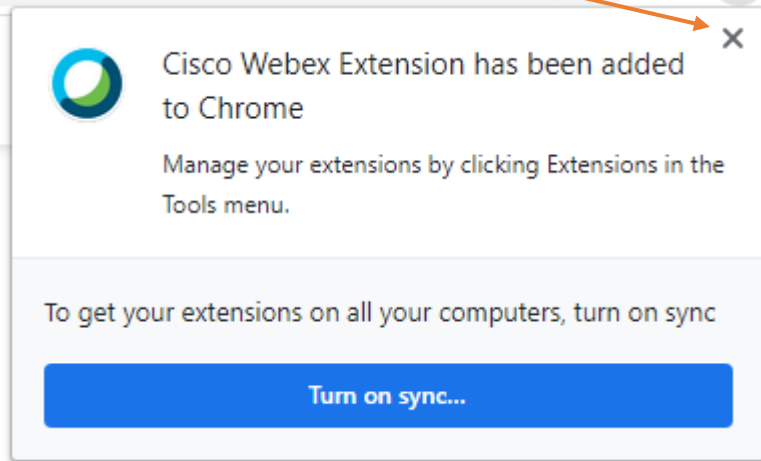 Cisco Webex Extension has been added
to Chrome
Manage your extensions by clicking Extensions in the
Tools menu.
To get your extensions on all your computers, turn on sync
Turn on sync...